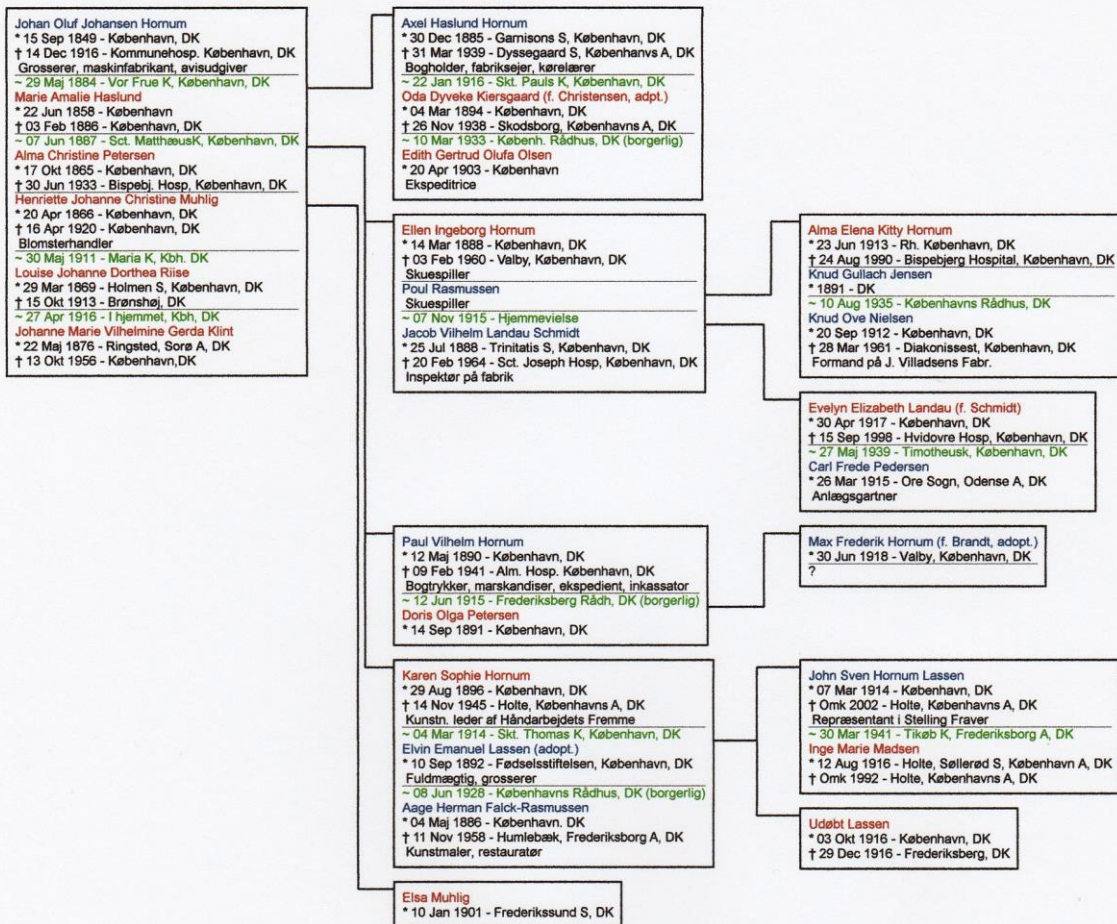 Johan Oluf Johansen Hornum
* 15 Sep 1849 - København, DK
† 14 Dec 1916 - Kommunehosp. København, DK
Grosserer, maskinfabrikant, avisudgiver
~ 29 Maj 1884 - Vor Frue K, København, DK
Marie Amalie Haslund
* 22 Jun 1858 - København
† 03 Feb 1886 - København, DK
~ 07 Jun 1887 - Sct. MatthæusK, København, DK
Alma Christine Petersen
* 17 Okt 1865 - København, DK
† 30 Jun 1933 - Bispebj. Hosp, København, DK
Henriette Johanne Christine Muhlig
* 20 Apr 1866 - København, DK
† 16 Apr 1920 - København, DK
Blomsterhandler
~ 30 Maj 1911 - Maria K, Kbh. DK
Louise Johanne Dorthea Riise
* 29 Mar 1869 - Holmen S, København, DK
† 15 Okt 1913 - Brønshøj, DK
~ 27 Apr 1916 - I hjemmet, Kbh, DK
Johanne Marie Vilhelmine Gerda Klint
* 22 Maj 1876 - Ringsted, Sorø A, DK
† 13 Okt 1956 - København,DK
Axel Haslund Hornum
* 30 Dec 1885 - Garnisons S, København, DK
† 31 Mar 1939 - Dyssegaard S, Københanvs A, DK
Bogholder, fabriksejer, kørelærer
~ 22 Jan 1916 - Skt. Pauls K, København, DK
Oda Dyveke Kiersgaard (f. Christensen, adpt.)
* 04 Mar 1894 - København, DK
† 26 Nov 1938 - Skodsborg, Københavns A, DK
~ 10 Mar 1933 - Københ. Rådhus, DK (borgerlig)
Edith Gertrud Olufa Olsen
* 20 Apr 1903 - København
Ekspeditrice
Ellen Ingeborg Hornum
* 14 Mar 1888 - København, DK
† 03 Feb 1960 - Valby, København, DK
Skuespiller
Poul Rasmussen
Skuespiller
~ 07 Nov 1915 - Hjemmevielse
Jacob Vilhelm Landau Schmidt
* 25 Jul 1888 - Trinitatis S, København, DK
† 20 Feb 1964 - Sct. Joseph Hosp, København, DK
Inspektør på fabrik
Alma Elena Kitty Hornum
* 23 Jun 1913 - Rh. København, DK
† 24 Aug 1990 - Bispebjerg Hospital, København, DK
Knud Gullach Jensen
* 1891 - DK
~ 10 Aug 1935 - Københavns Rådhus, DK
Knud Ove Nielsen
* 20 Sep 1912 - København, DK
† 28 Mar 1961 - Diakonissest, København, DK
Formand på J. Villadsens Fabr.
Evelyn Elizabeth Landau (f. Schmidt)
* 30 Apr 1917 - København, DK
† 15 Sep 1998 - Hvidovre Hosp, København, DK
~ 27 Maj 1939 - Timotheusk, København, DK
Carl Frede Pedersen
* 26 Mar 1915 - Ore Sogn, Odense A, DK
Anlægsgartner
Paul Vilhelm Hornum
* 12 Maj 1890 - København, DK
† 09 Feb 1941 - Alm. Hosp. København, DK
Bogtrykker, marskandiser, ekspedient, inkassator
~ 12 Jun 1915 - Frederiksberg Rådh, DK (borgerlig)
Doris Olga Petersen
* 14 Sep 1891 - København, DK
Max Frederik Hornum (f. Brandt, adopt.)
* 30 Jun 1918 - Valby, København, DK
?
Karen Sophie Hornum
* 29 Aug 1896 - København, DK
† 14 Nov 1945 - Holte, Københavns A, DK
Kunstn. leder af Håndarbejdets Fremme
~ 04 Mar 1914 - Skt. Thomas K, København, DK
Elvin Emanuel Lassen (adopt.)
* 10 Sep 1892 - Fødselsstiftelsen, København, DK
Fuldmægtig, grosserer
~ 08 Jun 1928 - Københavns Rådhus, DK (borgerlig)
Aage Herman Falck-Rasmussen
* 04 Maj 1886 - København. DK
† 11 Nov 1958 - Humlebæk, Frederiksborg A, DK
Kunstmaler, restauratør
John Sven Hornum Lassen
* 07 Mar 1914 - København, DK
† Omk 2002 - Holte, Københavns A, DK
Repræsentant i Stelling Fraver
~ 30 Mar 1941 - Tikøb K, Frederiksborg A, DK
Inge Marie Madsen
* 12 Aug 1916 - Holte, Søllerød S, København A, DK
† Omk 1992 - Holte, Københavns A, DK
Udøbt Lassen
* 03 Okt 1916 - København, DK
† 29 Dec 1916 - Frederiksberg, DK
Elsa Muhlig
* 10 Jan 1901 - Frederikssund S, DK